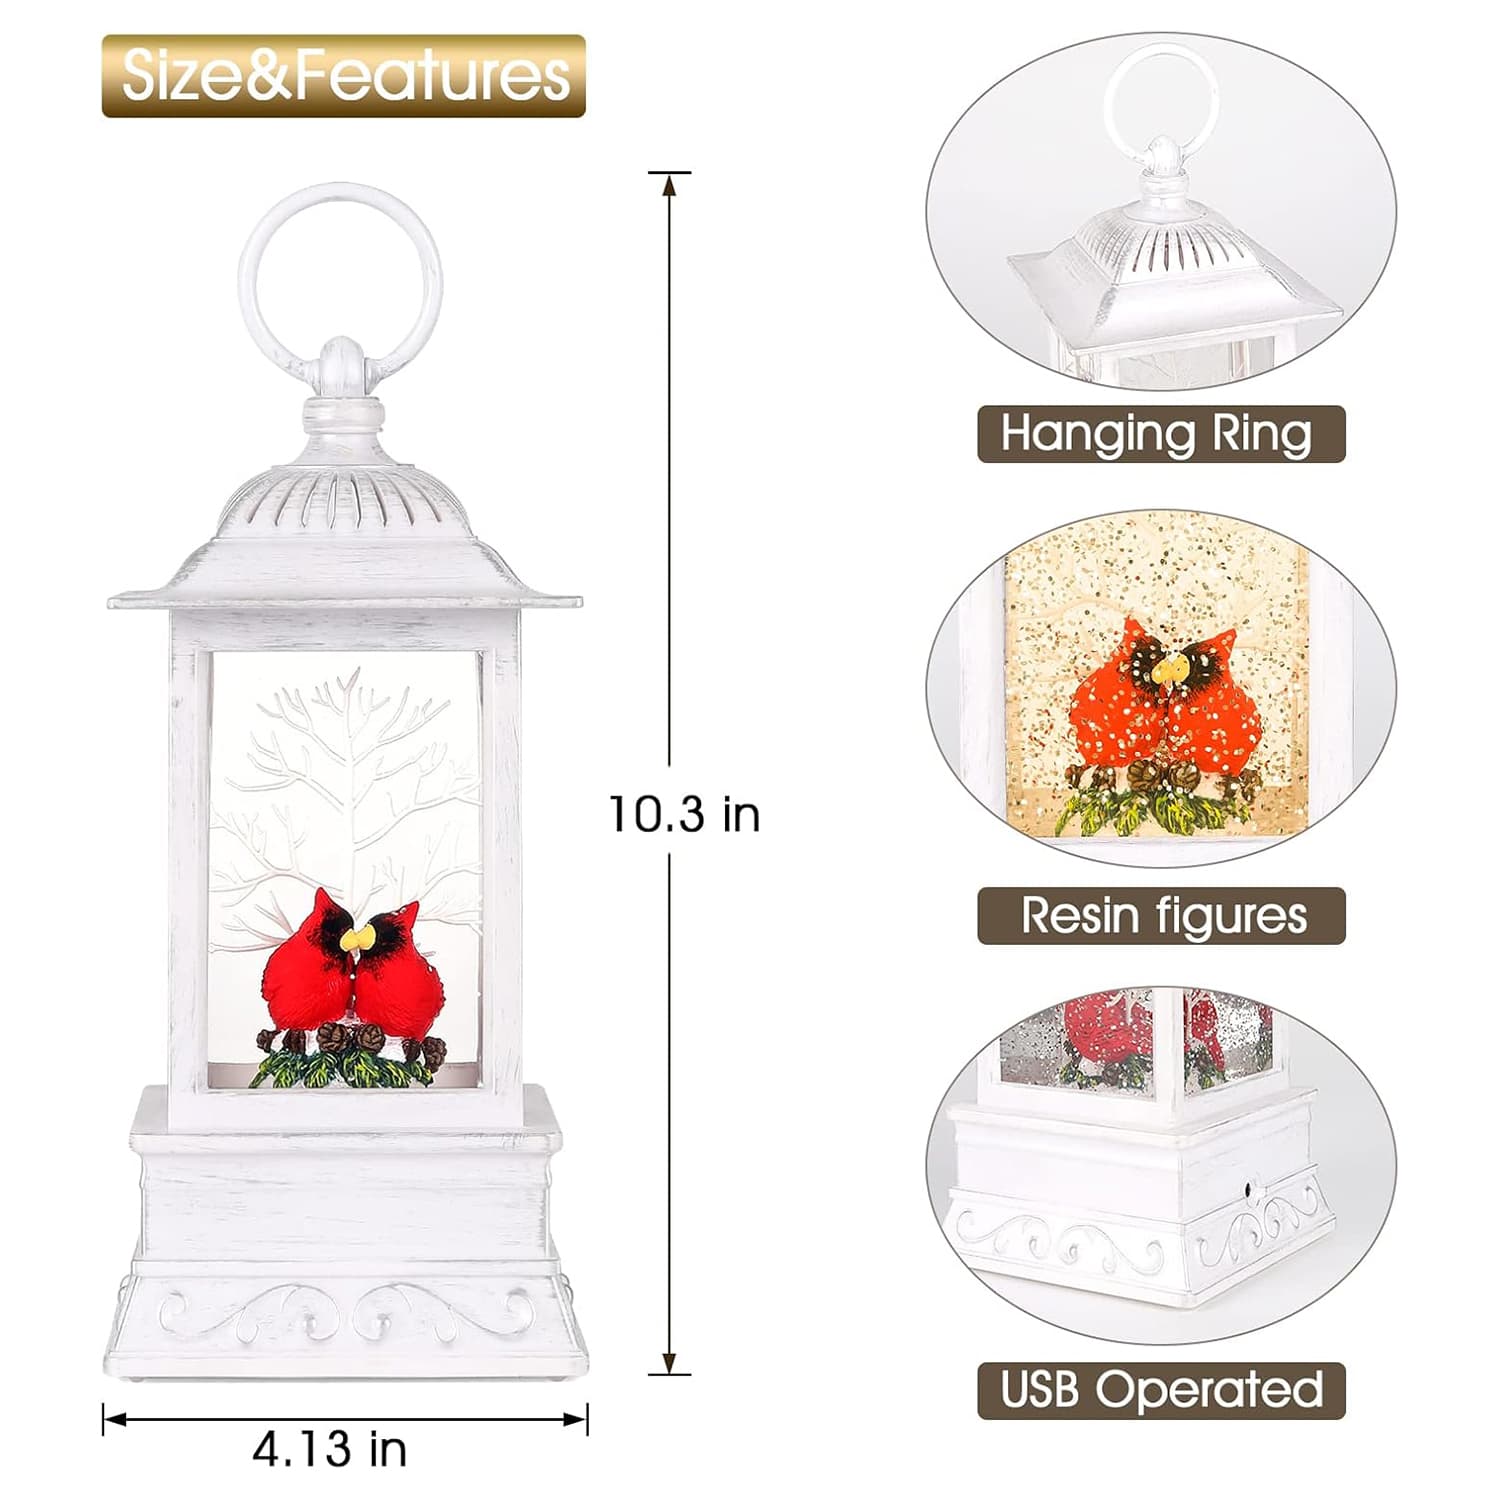 Size&Features
10.3 in
4.13 in
Hanging Ring
Resin figures
USB Operated